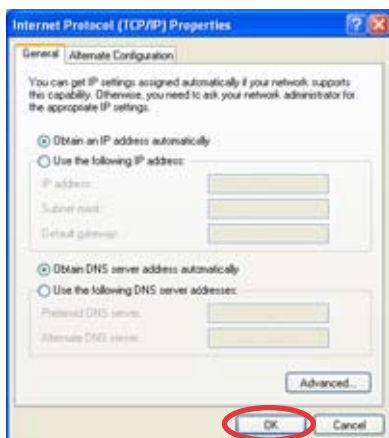 Internet Protocol (TCP/IP) Properties
General
Alternate Configuration
You can get IP settings assigned automatically if your network supports
this capability. Otherwise, you need to ask your network administrator for
the appropriate IP settings.
Obtain an IP address automatically
Use the following IP address:
IP address:
Subnet mask:
Default gateway:
Obtain DNS server address automatically
Use the following DNS server addresses:
Preferred DNS server:
Alternate DNS server:
Advanced...
OK
Cancel